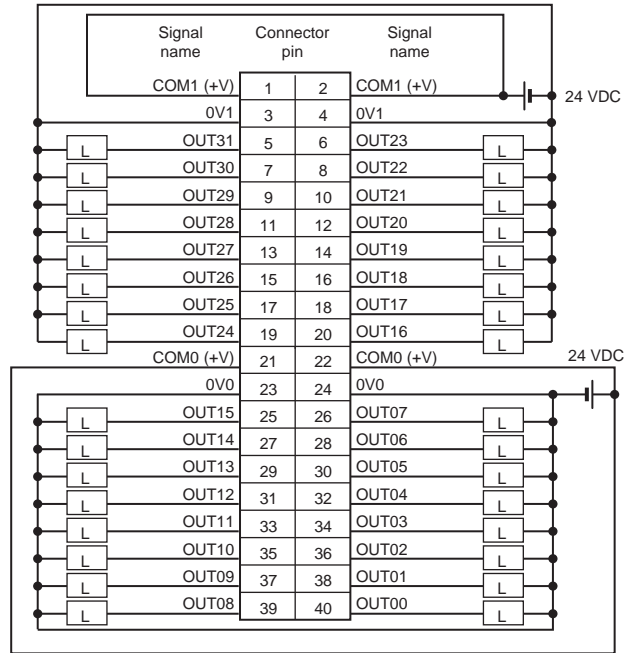 Signal name Connector pin Signal name
COM1 (+V) 1 2 COM1 (+V)
24 VDC
0V1 3 4 0V1
L OUT31 5 6 OUT23 L
L OUT30 7 8 OUT22 L
L OUT29 9 10 OUT21 L
L OUT28 11 12 OUT20 L
L OUT27 13 14 OUT19 L
L OUT26 15 16 OUT18 L
L OUT25 17 18 OUT17 L
L OUT24 19 20 OUT16 L
COM0 (+V) 21 22 COM0 (+V) 24 VDC
0V0 23 24 0V0
L OUT15 25 26 OUT07 L
L OUT14 27 28 OUT06 L
L OUT13 29 30 OUT05 L
L OUT12 31 32 OUT04 L
L OUT11 33 34 OUT03 L
L OUT10 35 36 OUT02 L
L OUT09 37 38 OUT01 L
L OUT08 39 40 OUT00 L